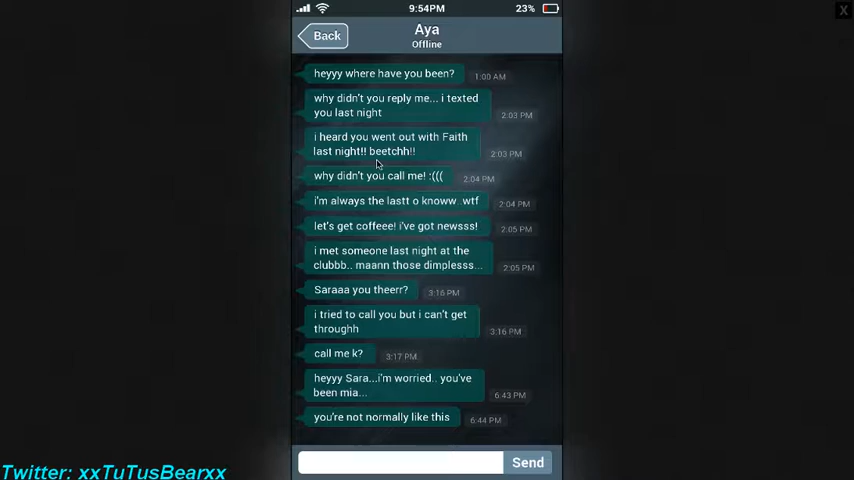 9:54PM
23%
X
Back
Aya
Offline
heyyy where have you been?
1:00 AM
why didn't you reply me... i texted
you last night
2:03 PM
i heard you went out with Faith
last night!! beetchh!!
2:03 PM
why didn't you call me! :(((
2:04 PM
i'm always the lastt o knoww..wtf
2:04 PM
let's get coffeee! i've got newsss!
2:05 PM
i met someone last night at the
clubbb.. maann those dimplesss...
2:05 PM
Saraaa you theerr?
3:16 PM
i tried to call you but i can't get
throughh
3:16 PM
call me k?
3:17 PM
heyyy Sara...i'm worried.. you've
been mia...
6:43 PM
you're not normally like this
6:44 PM
Send
Twitter: xxTuTusBearxx